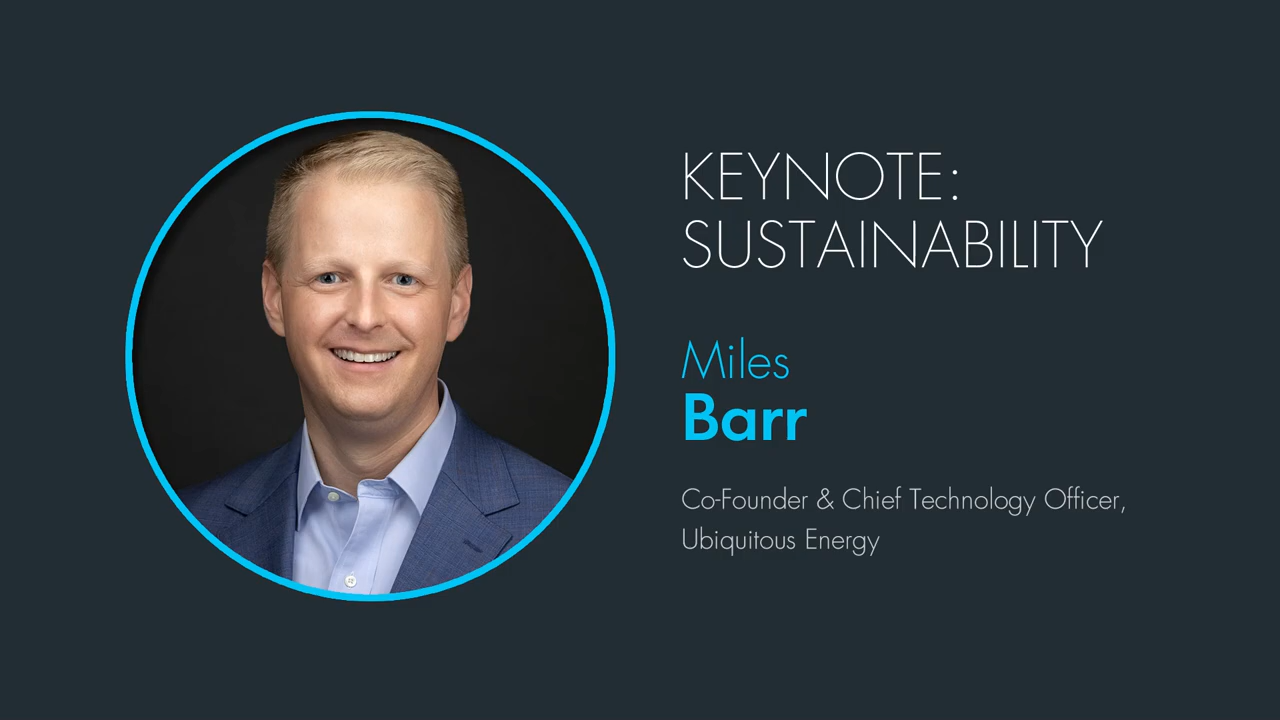 KEYNOTE:
SUSTAINABILITY
Miles
Barr
Co-Founder & Chief Technology Officer,
Ubiquitous Energy